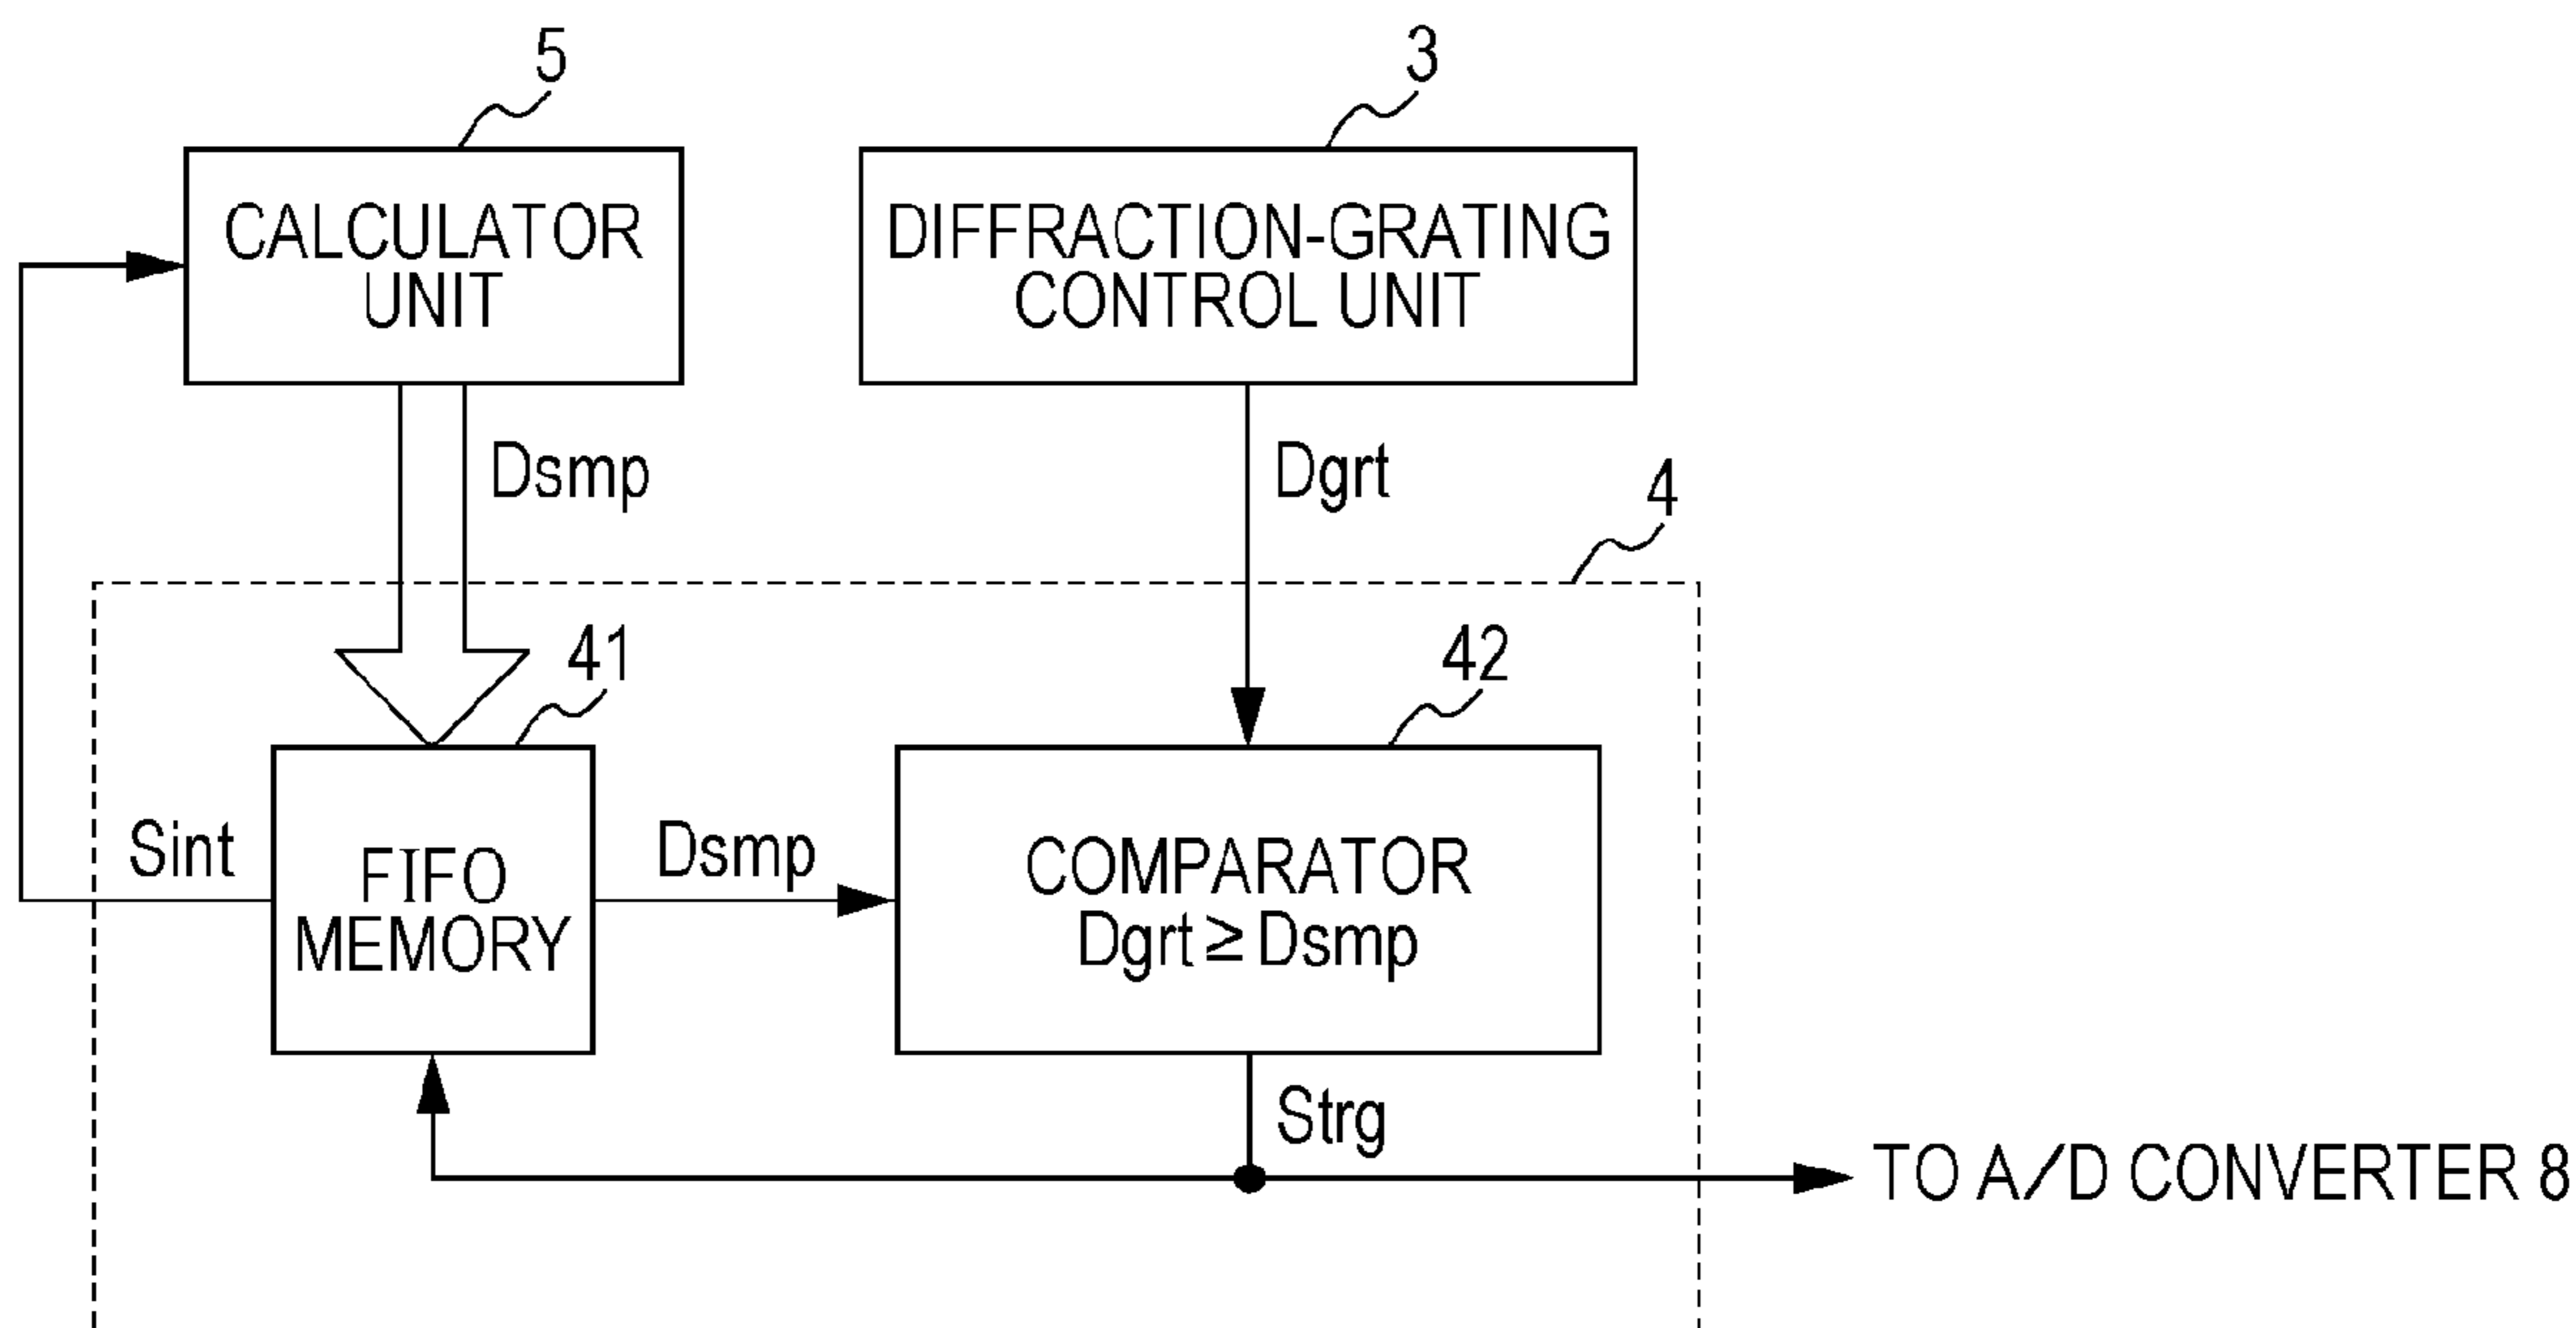 5
3
CALCULATOR
UNIT
DIFFRACTION-GRATING
CONTROL UNIT
Dsmp
Dgrt
4
41
42
Sint
FIFO
MEMORY
Dsmp
COMPARATOR
Dgrt ≥ Dsmp
Strg
TO A/D CONVERTER 8